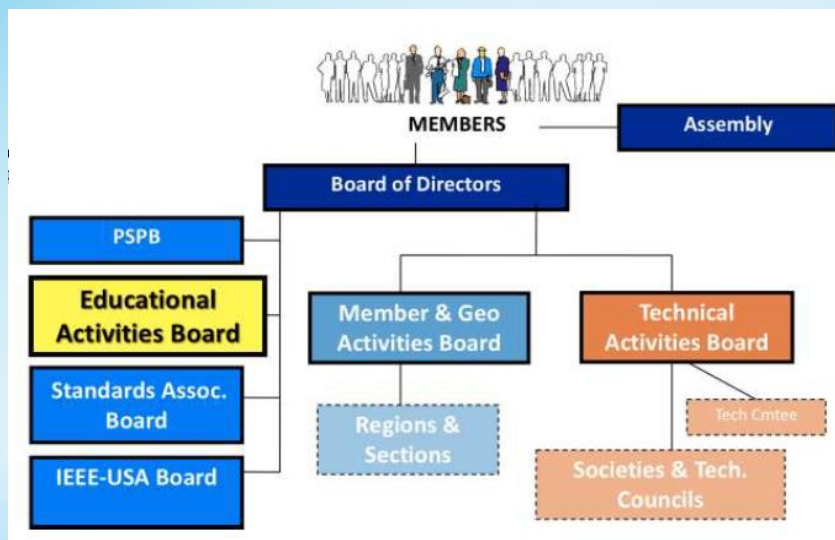 MEMBERS
Assembly
Board of Directors
PSPB
Educational
Activities Board
Member & Geo
Activities Board
Technical
Activities Board
Standards Assoc.
Board
Regions &
Sections
Tech Cmtee
IEEE-USA Board
Societies & Tech.
Councils